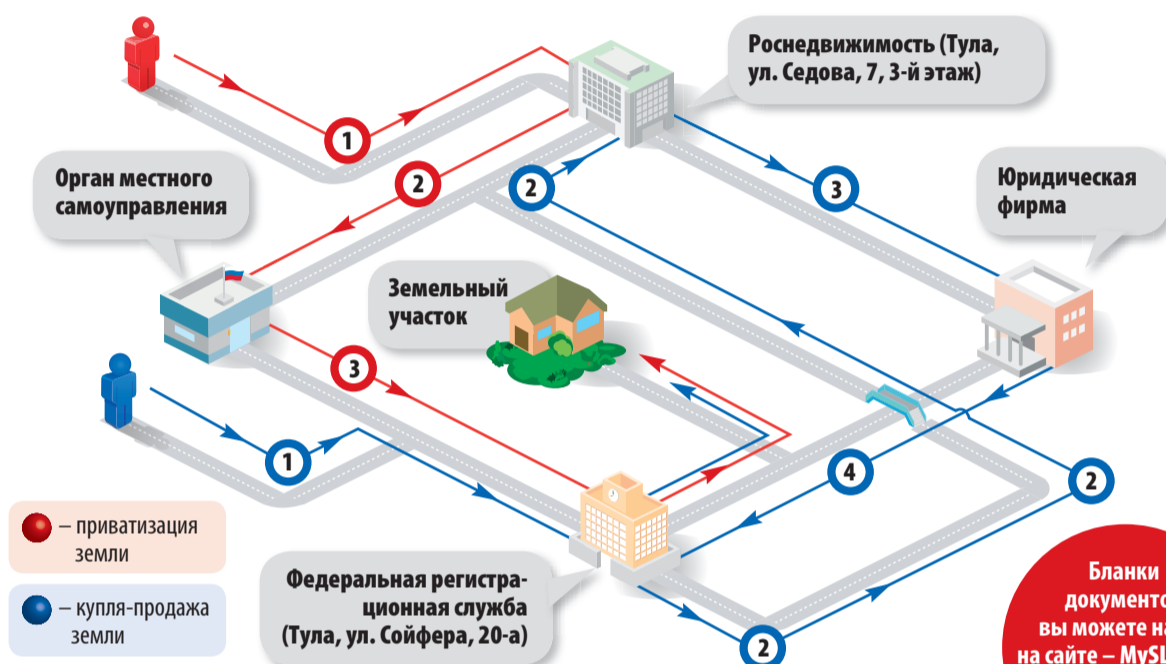 Роснедвижимость (Тула,
ул. Седова, 7, 3-й этаж)
1
Орган местного
самоуправления
2
2
3
Юридическая
фирма
Земельный
участок
3
1
4
2
– приватизация
земли
– купля-продажа
земли
Федеральная регистра-
ционная служба
(Тула, ул. Сойфера, 20-а)
2
Бланки
вы можете
на сайте –